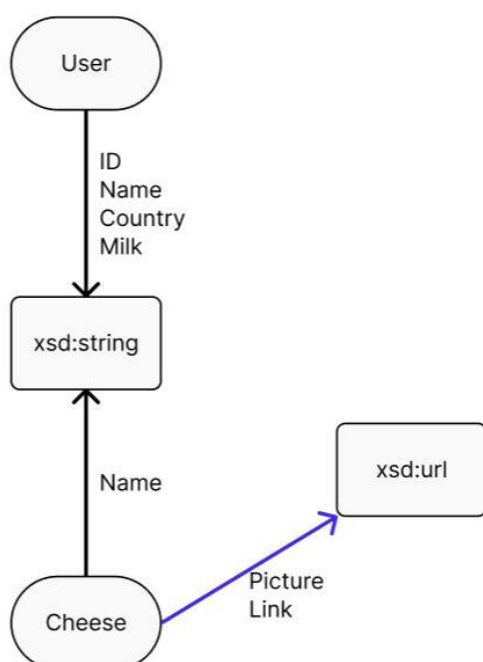 User
ID
Name
Country
Milk
xsd:string
Name
xsd:url
Picture
Link
Cheese